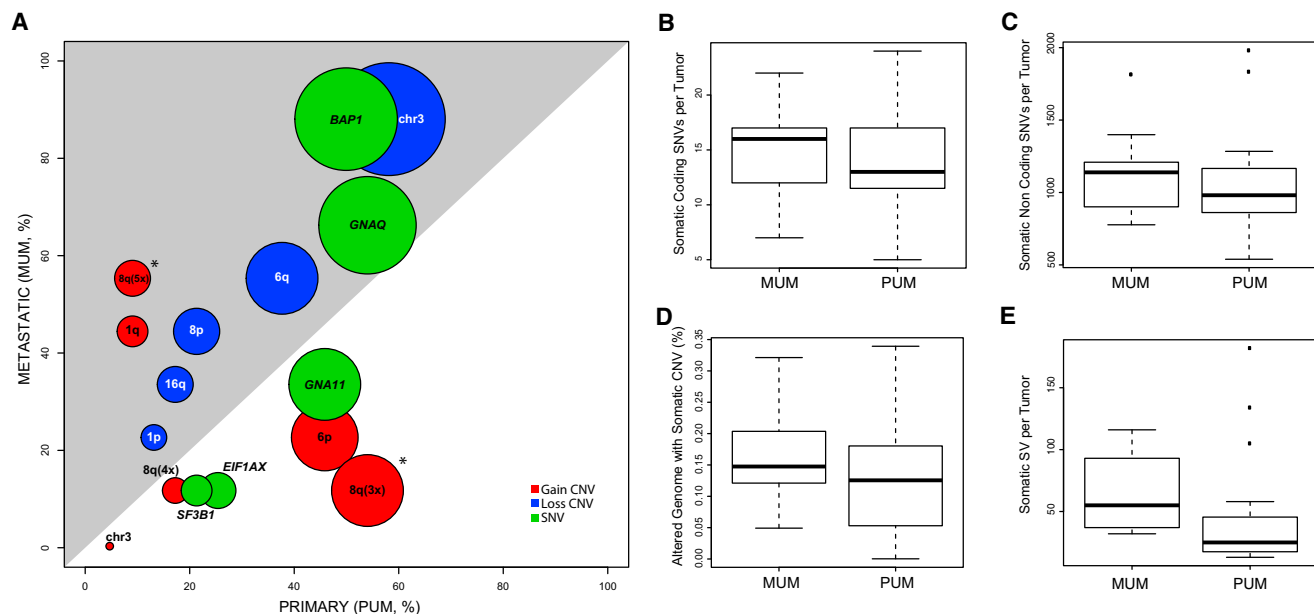 A
METASTATIC (MUM, %)
100
80
60
40
20
0
BAP1
chr3
GNAQ
8q(5x)
*
6q
1q
8p
16q
GNA11
1p
6p
8q(4x)
EIF1AX
8q(3x)
*
SF3B1
chr3
Gain CNV
Loss CNV
SNV
0 20 40 60 80 100
PRIMARY (PUM, %)
B
Somatic Coding SNVs per Tumor
20
15
10
5
MUM PUM
C
Somatic Non Coding SNVs per Tumor
2000
1500
1000
500
MUM PUM
D
Altered Genome with Somatic CNV (%)
0.35
0.30
0.25
0.20
0.15
0.10
0.05
0.00
MUM PUM
E
Somatic SV per Tumor
150
100
50
MUM PUM